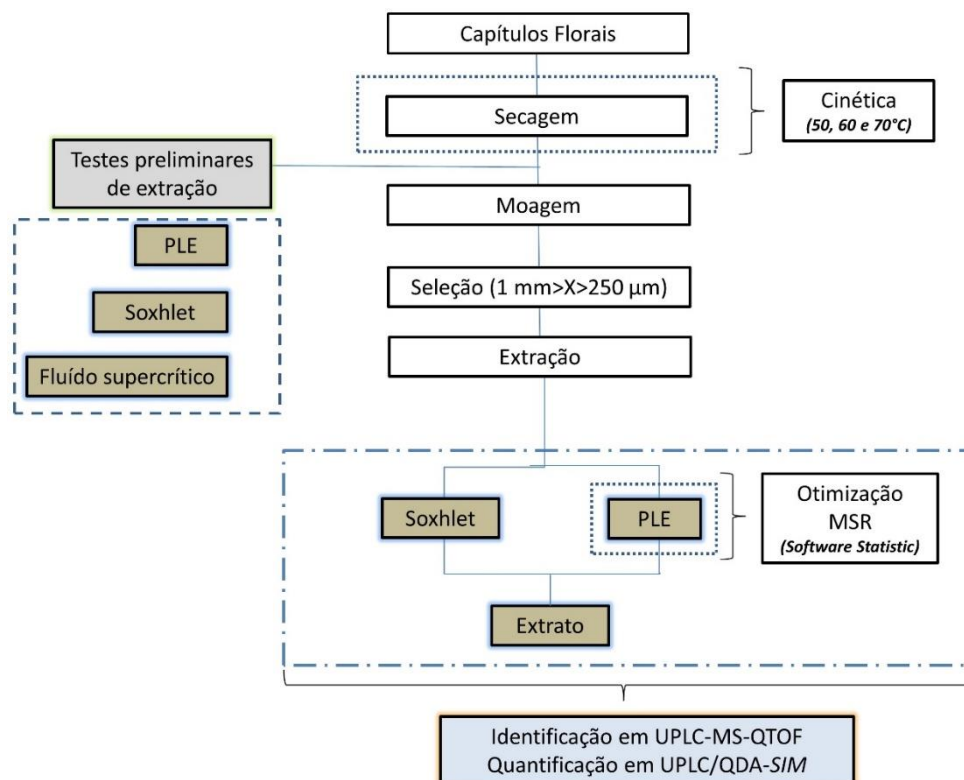 Capítulos Florais
Secagem
Cinética
(50, 60 e 70°C)
Testes preliminares
de extração
Moagem
PLE
Seleção (1 mm>X>250 µm)
Soxhlet
Extração
Fluído supercrítico
Soxhlet
PLE
Otimização
MSR
(Software Statistic)
Extrato
Identificação em UPLC-MS-QTOF
Quantificação em UPLC/QDA-SIM